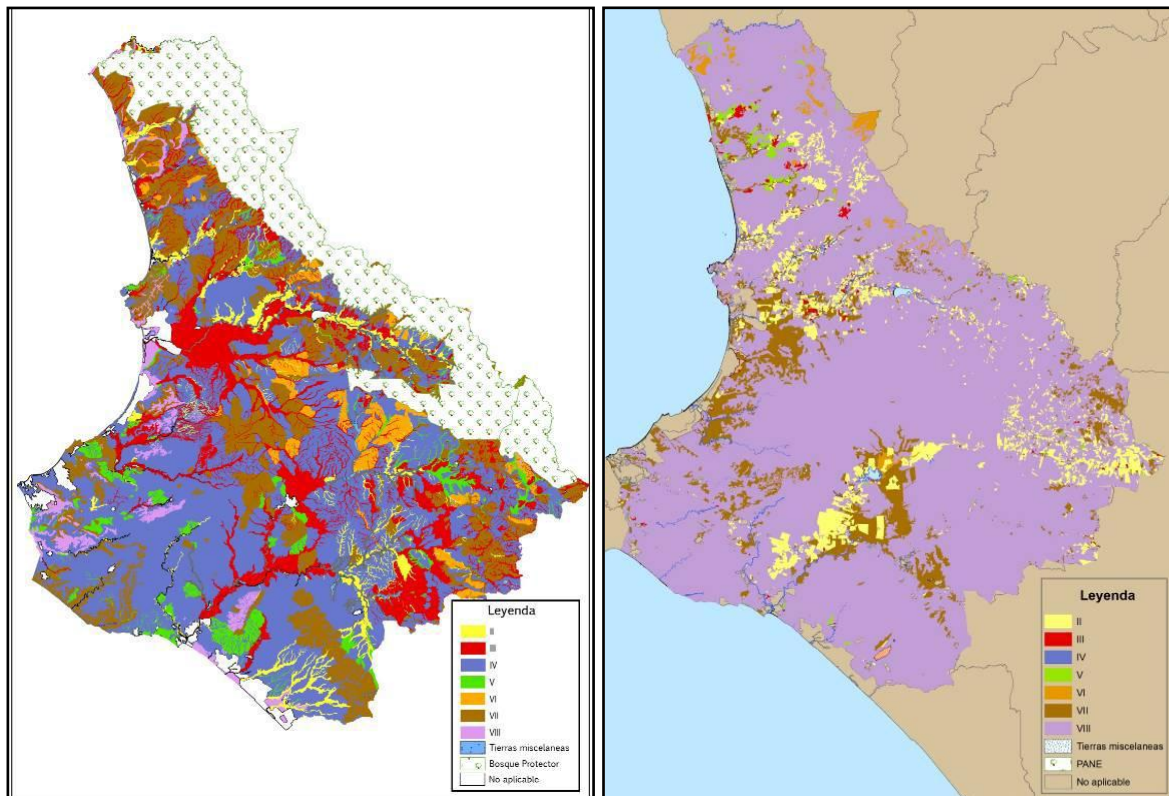 Leyenda
II
III
IV
V
VI
VII
VIII
Tierras miscelaneas
Bosque Protector
No aplicable
Leyenda
II
III
IV
V
VI
VII
VIII
Tierras miscelaneas
PANE
No aplicable